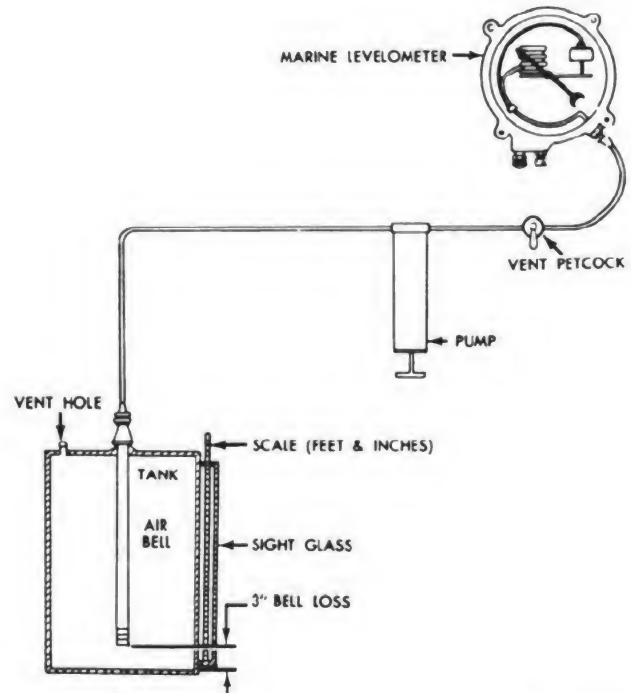 MARINE LEVELOMETER
VENT PETCOCK
PUMP
VENT HOLE
SCALE (FEET & INCHES)
TANK
AIR
BELL
SIGHT GLASS
3" BELL LOSS